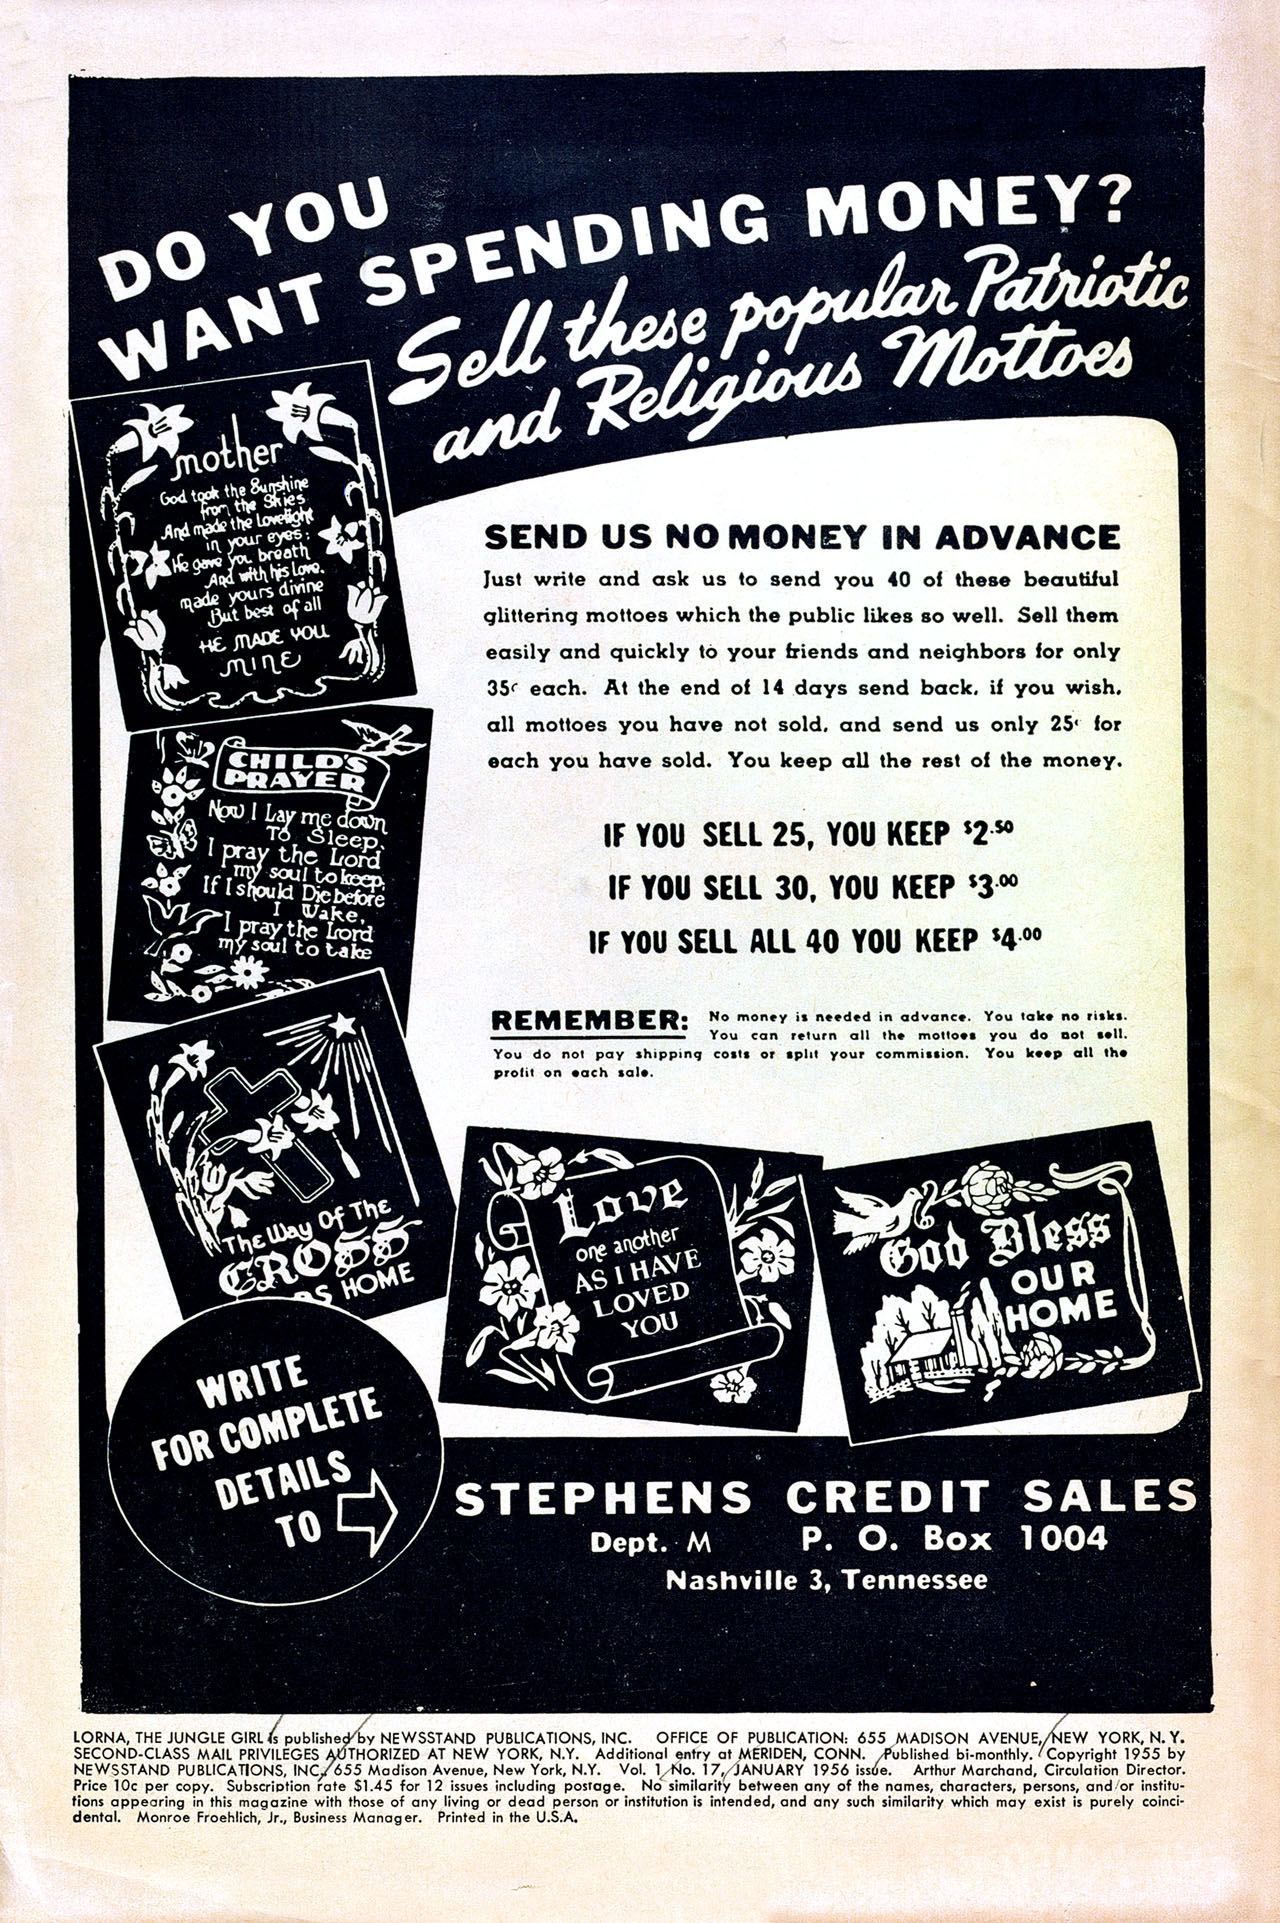 DO YOU
WANT SPENDING MONEY?
Sell these popular Patriotic
and Religious Mottoes
mother
God took the Sunshine
from the Skies
And made the Lovelight
in your eyes;
He gave you breath
And with his Love,
made yours divine
But best of all
HE MADE YOU
MINE
CHILD'S
PRAYER
Now I Lay me down
To Sleep,
I pray the Lord
my soul to keep,
If I should Die before
I Wake,
I pray the Lord
my soul to take
The Way Of The
CROSS
DS HOME
SEND US NO MONEY IN ADVANCE
Just write and ask us to send you 40 of these beautiful
glittering mottoes which the public likes so well. Sell them
easily and quickly to your friends and neighbors for only
35c each. At the end of 14 days send back, if you wish,
all mottoes you have not sold, and send us only 25c for
each you have sold. You keep all the rest of the money.
IF YOU SELL 25, YOU KEEP $2.50
IF YOU SELL 30, YOU KEEP $3.00
IF YOU SELL ALL 40 YOU KEEP $4.00
REMEMBER: No money is needed in advance. You take no risks.
You can return all the mottoes you do not sell.
You do not pay shipping costs or split your commission. You keep all the
profit on each sale.
Love
one another
AS I HAVE
LOVED
YOU
God Bless
OUR
HOME
WRITE
FOR COMPLETE
DETAILS
TO
STEPHENS CREDIT SALES
Dept. M P. O. Box 1004
Nashville 3, Tennessee
LORNA, THE JUNGLE GIRL is published by NEWSSTAND PUBLICATIONS, INC. OFFICE OF PUBLICATION: 655 MADISON AVENUE, NEW YORK, N. Y.
SECOND-CLASS MAIL PRIVILEGES AUTHORIZED AT NEW YORK, N.Y. Additional entry at MERIDEN, CONN. Published bi-monthly. Copyright 1955 by
NEWSSTAND PUBLICATIONS, INC, 655 Madison Avenue, New York, N.Y. Vol. 1 No. 17, JANUARY 1956 issue. Arthur Marchand, Circulation Director.
Price 10c per copy. Subscription rate $1.45 for 12 issues including postage. No similarity between any of the names, characters, persons, and/or institu-
tions appearing in this magazine with those of any living or dead person or institution is intended, and any such similarity which may exist is purely coinci-
dental. Monroe Froehlich, Jr., Business Manager. Printed in the U.S.A.